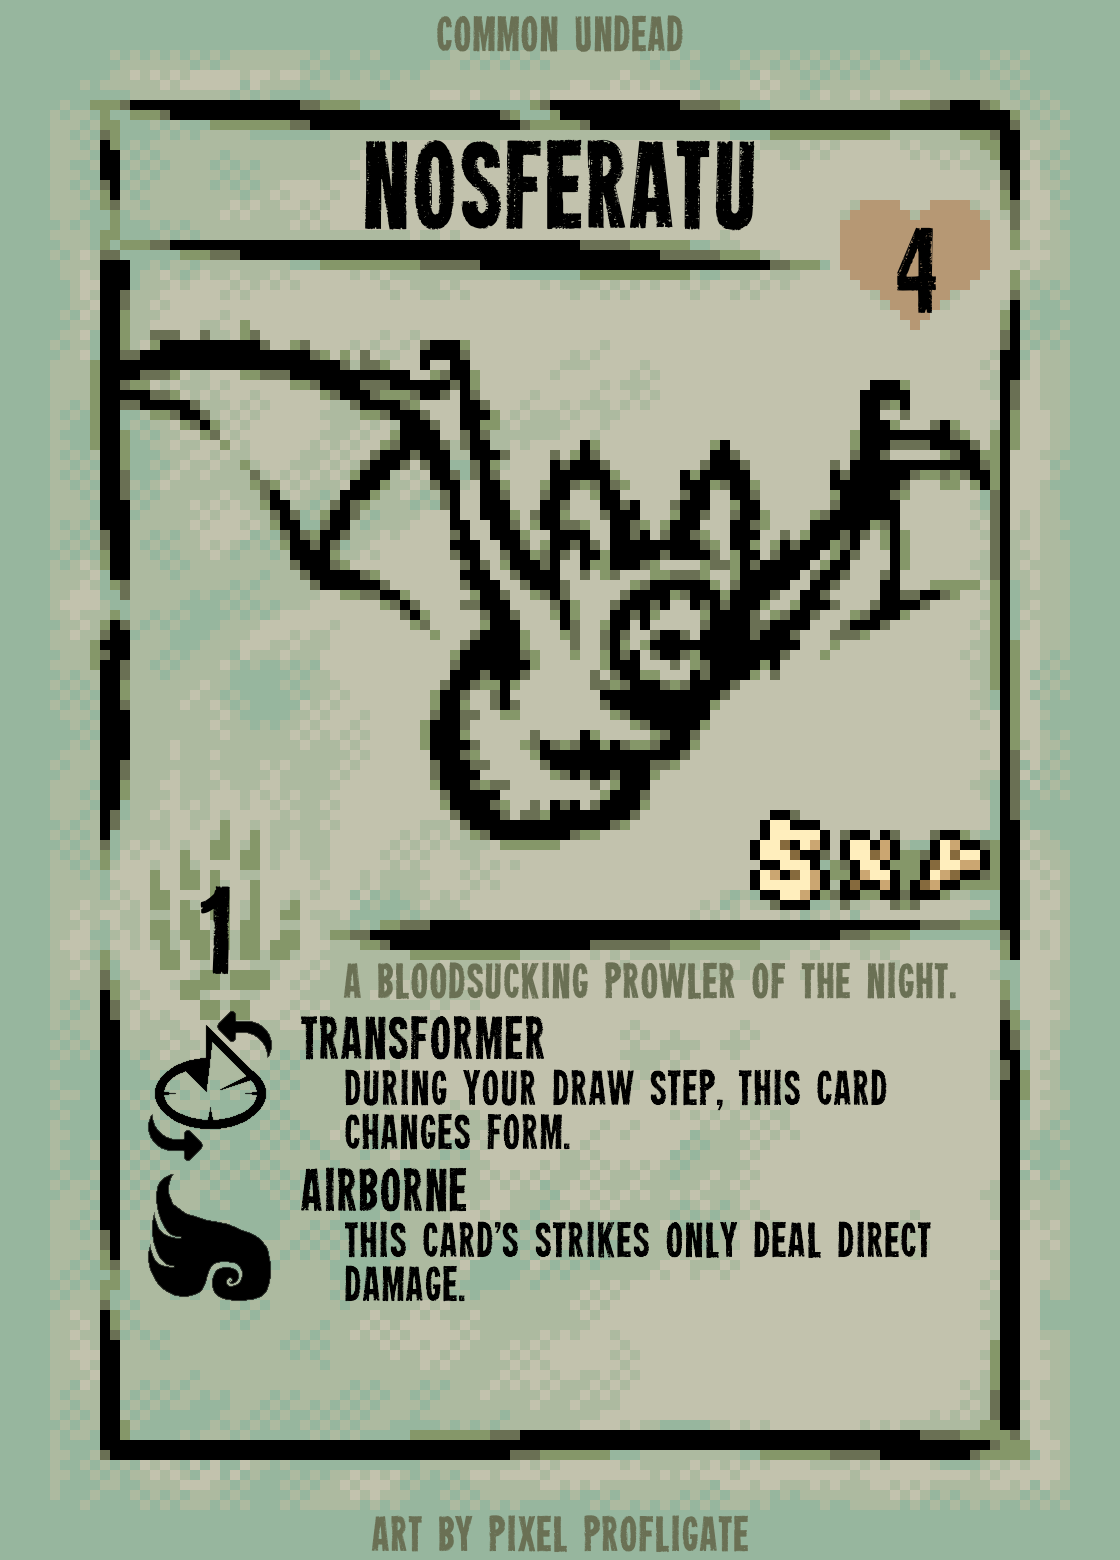 COMMON UNDEAD
NOSFERATU
4
5X
1
A BLOODSUCKING PROWLER OF THE NIGHT.
TRANSFORMER
DURING YOUR DRAW STEP, THIS CARD
CHANGES FORM.
AIRBORNE
THIS CARD'S STRIKES ONLY DEAL DIRECT
DAMAGE.
ART BY PIXEL PROFLIGATE